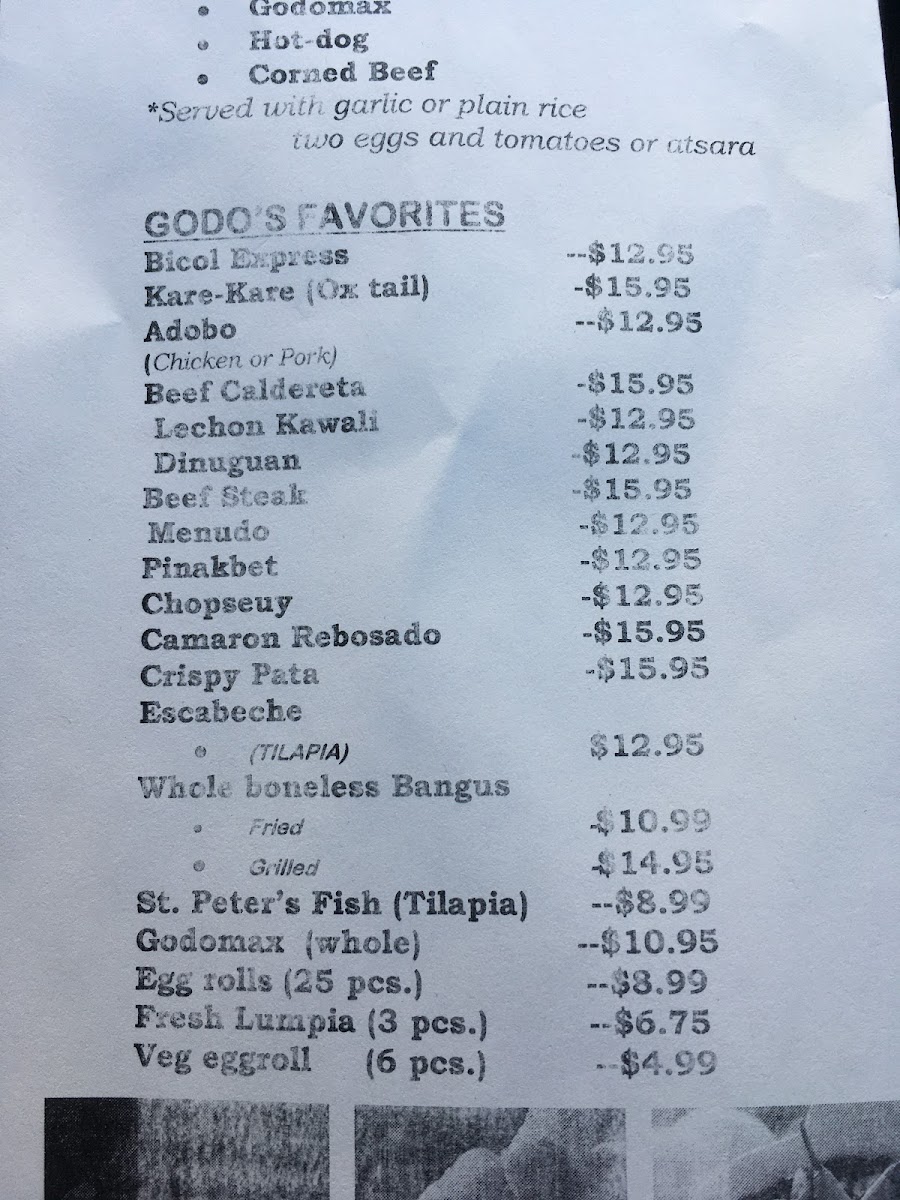 • Godomax
• Hot-dog
• Corned Beef
*Served with garlic or plain rice
two eggs and tomatoes or atsara
GODO'S FAVORITES
Bicol Express --$12.95
Kare-Kare (Ox tail) -$15.95
Adobo --$12.95
(Chicken or Pork)
Beef Caldereta -$15.95
Lechon Kawali -$12.95
Dinuguan -$12.95
Beef Steak -$15.95
Menudo -$12.95
Pinakbet -$12.95
Chopseuy -$12.95
Camaron Rebosado -$15.95
Crispy Pata -$15.95
Escabeche
• (TILAPIA) $12.95
Whole boneless Bangus
• Fried -$10.99
• Grilled -$14.95
St. Peter's Fish (Tilapia) --$8.99
Godomax (whole) --$10.95
Egg rolls (25 pcs.) --$8.99
Fresh Lumpia (3 pcs.) --$6.75
Veg eggroll (6 pcs.) --$4.99